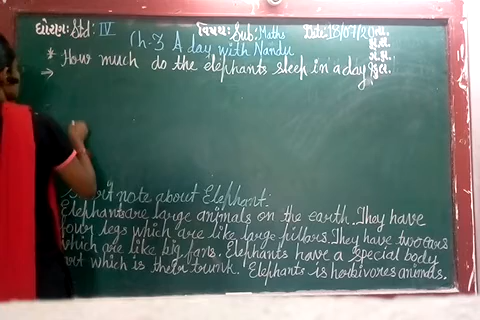 ધોરણ: Std: IV વિષય: Sub: Maths Date: 18/07/20
Ch-3 A day with Nandu
* How much do the elephants sleep in a day?
⇒
note about Elephant:
Elephants are large animals on the earth. They have
four legs which are like large pillars. They have two ears
which are like big fans. Elephants have a special body
which is their trunk. Elephants is herbivores animals.